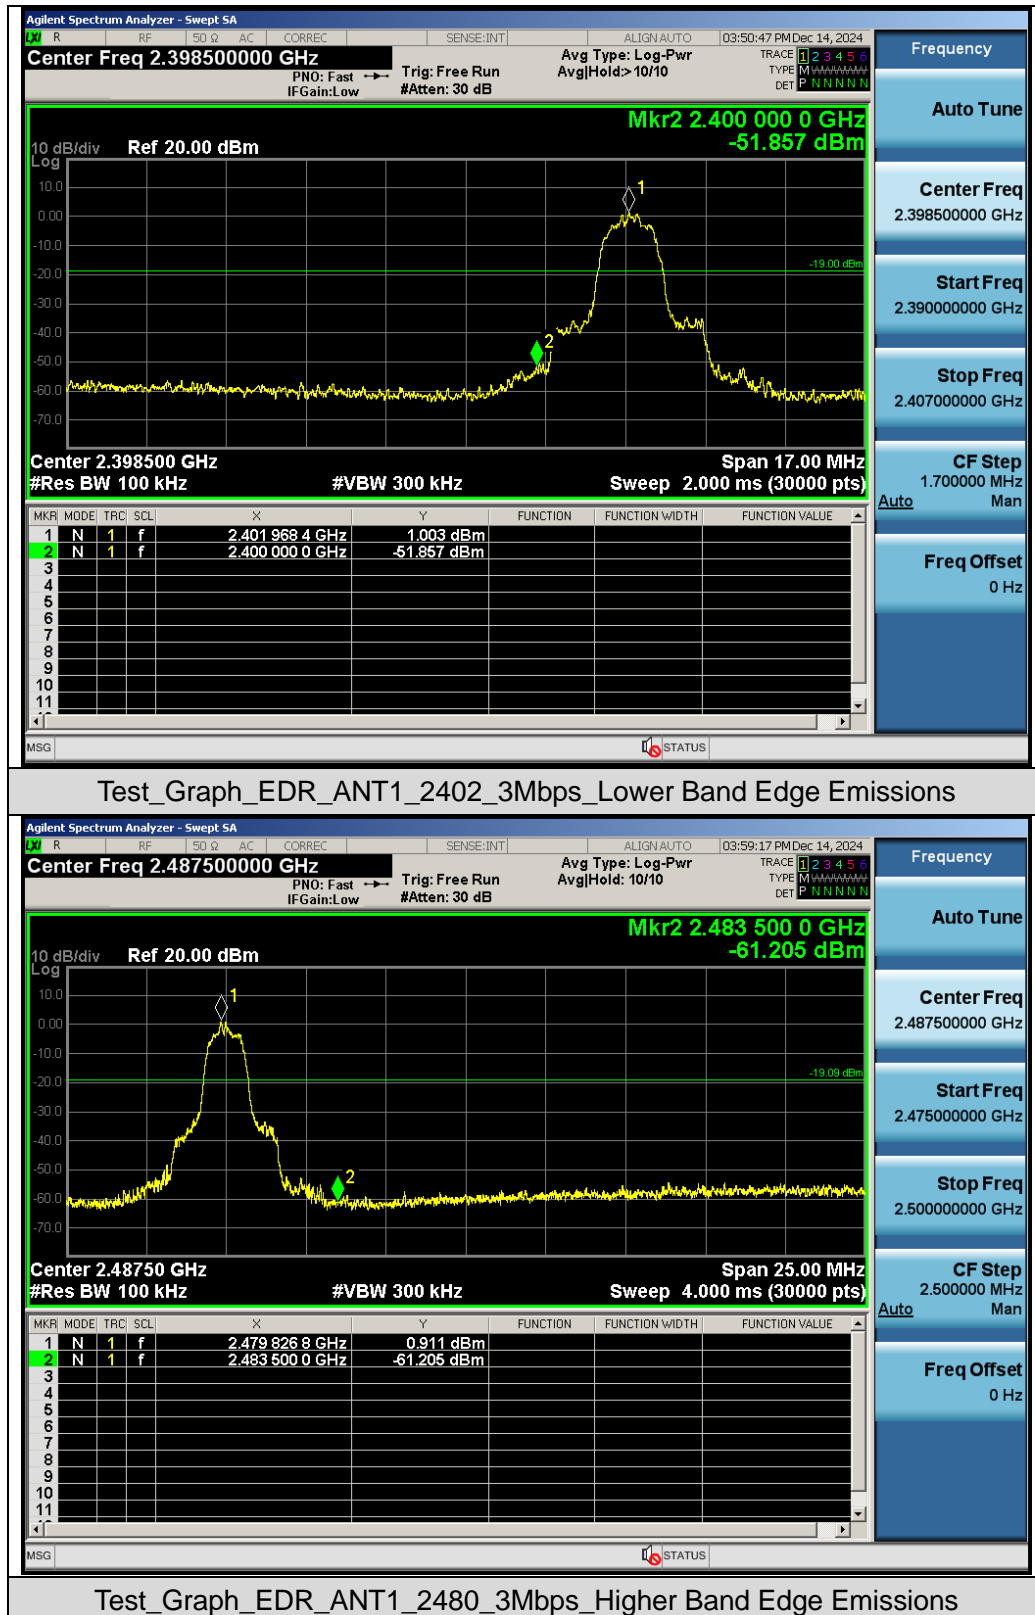 Agilent Spectrum Analyzer - Swept SA
LXI R RF 50 Ω AC CORREC SENSE:INT ALIGNAUTO 03:50:47 PM Dec 14, 2024
Center Freq 2.398500000 GHz Avg Type: Log-Pwr TRACE 1 2 3 4 5 6
PNO: Fast Trig: Free Run Avg|Hold:>10/10 TYPE M
IFGain:Low #Atten: 30 dB DET P N N N N N
Mkr2 2.400 000 0 GHz
-51.857 dBm
10 dB/div Ref 20.00 dBm
Log
10.0
0.00
-10.0
-20.0
-30.0
-40.0
-50.0
-60.0
-70.0
1
2
-19.00 dBm
Center 2.398500 GHz Span 17.00 MHz
#Res BW 100 kHz #VBW 300 kHz Sweep 2.000 ms (30000 pts)
MKR MODE TRC SCL X Y FUNCTION FUNCTION WIDTH FUNCTION VALUE
1 N 1 f 2.401 968 4 GHz 1.003 dBm
2 N 1 f 2.400 000 0 GHz -51.857 dBm
3
4
5
6
7
8
9
10
11
MSG STATUS
Frequency
Auto Tune
Center Freq
2.398500000 GHz
Start Freq
2.390000000 GHz
Stop Freq
2.407000000 GHz
CF Step
1.700000 MHz
Auto Man
Freq Offset
0 Hz
Test_Graph_EDR_ANT1_2402_3Mbps_Lower Band Edge Emissions
Agilent Spectrum Analyzer - Swept SA
LXI R RF 50 Ω AC CORREC SENSE:INT ALIGNAUTO 03:59:17 PM Dec 14, 2024
Center Freq 2.487500000 GHz Avg Type: Log-Pwr TRACE 1 2 3 4 5 6
PNO: Fast Trig: Free Run Avg|Hold: 10/10 TYPE M
IFGain:Low #Atten: 30 dB DET P N N N N N
Mkr2 2.483 500 0 GHz
-61.205 dBm
10 dB/div Ref 20.00 dBm
Log
10.0
0.00
-10.0
-20.0
-30.0
-40.0
-50.0
-60.0
-70.0
1
2
-19.09 dBm
Center 2.48750 GHz Span 25.00 MHz
#Res BW 100 kHz #VBW 300 kHz Sweep 4.000 ms (30000 pts)
MKR MODE TRC SCL X Y FUNCTION FUNCTION WIDTH FUNCTION VALUE
1 N 1 f 2.479 826 8 GHz 0.911 dBm
2 N 1 f 2.483 500 0 GHz -61.205 dBm
3
4
5
6
7
8
9
10
11
MSG STATUS
Frequency
Auto Tune
Center Freq
2.487500000 GHz
Start Freq
2.475000000 GHz
Stop Freq
2.500000000 GHz
CF Step
2.500000 MHz
Auto Man
Freq Offset
0 Hz
Test_Graph_EDR_ANT1_2480_3Mbps_Higher Band Edge Emissions